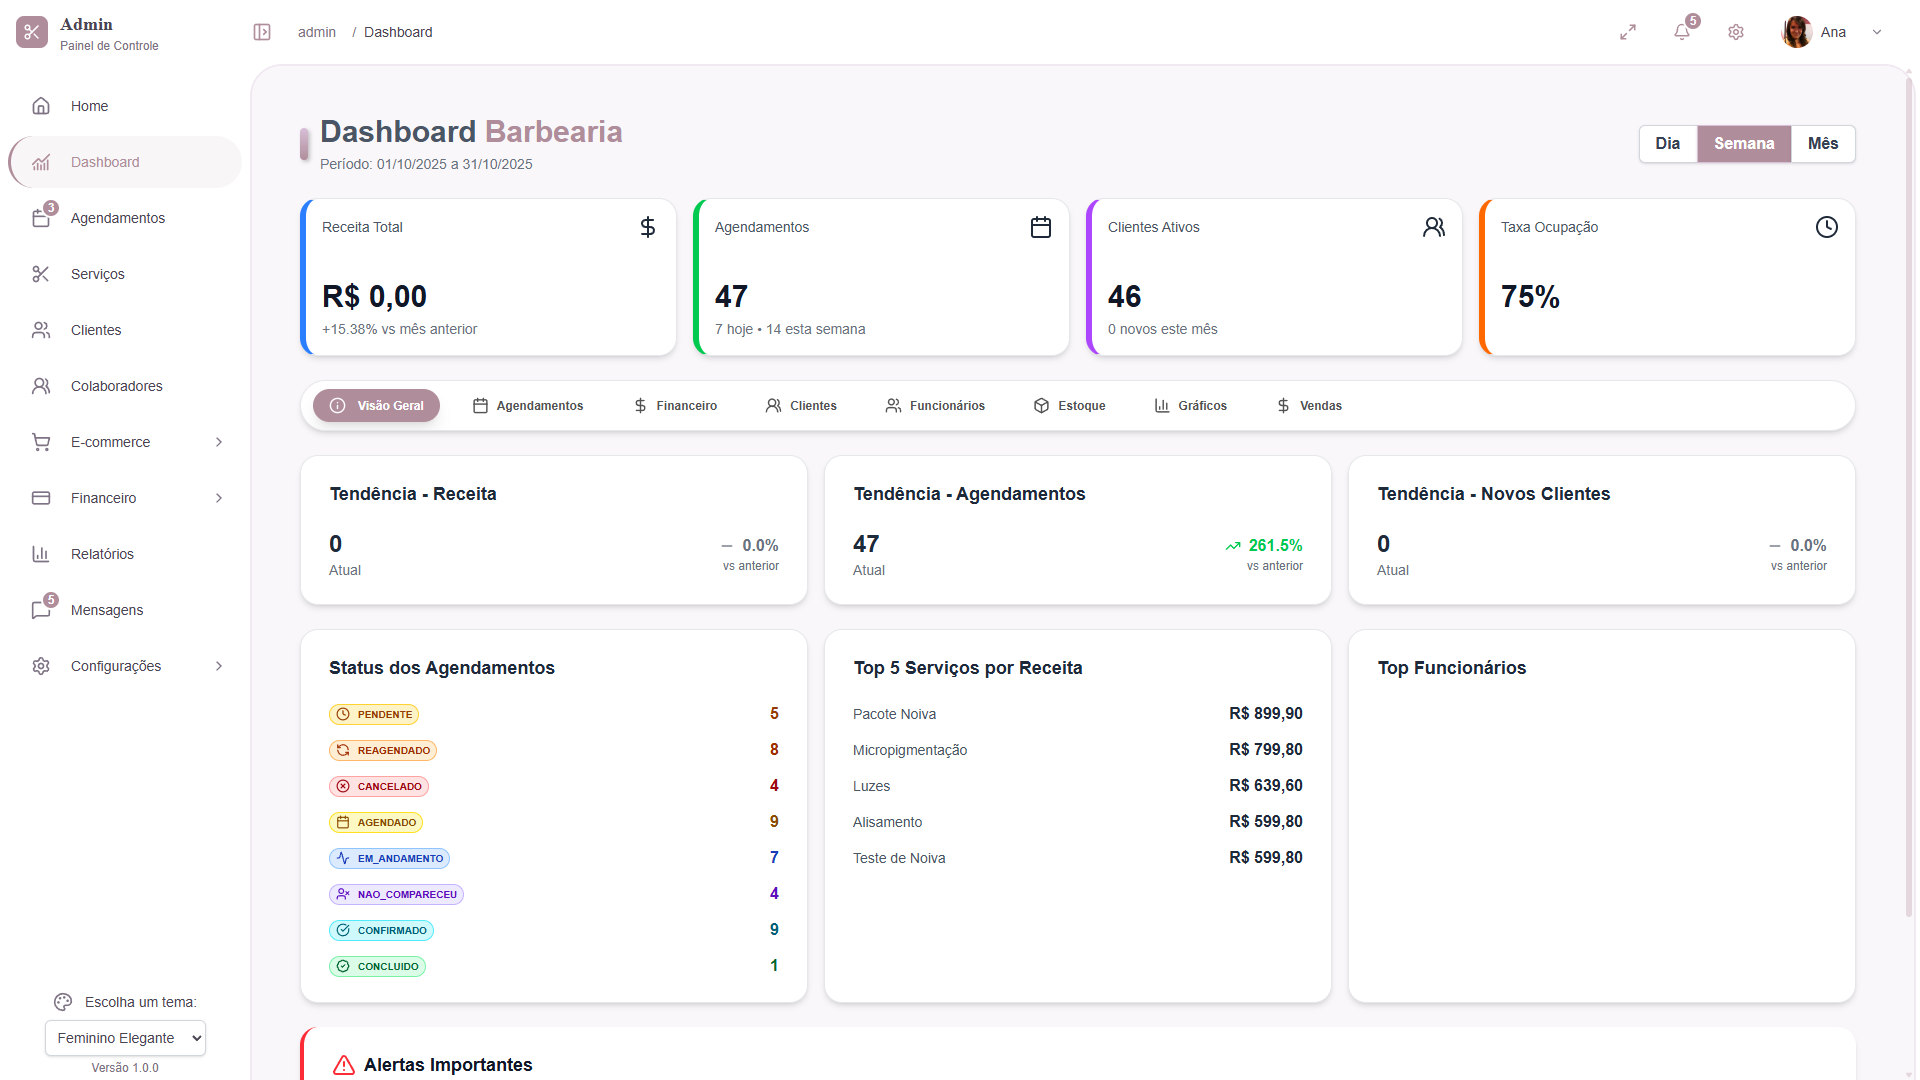 Admin
Painel de Controle
admin / Dashboard
5
Ana
Home
Dashboard
3
Agendamentos
Serviços
Clientes
Colaboradores
E-commerce
Financeiro
Relatórios
5
Mensagens
Configurações
Escolha um tema:
Feminino Elegante
Versão 1.0.0
Dashboard Barbearia
Período: 01/10/2025 a 31/10/2025
Dia Semana Mês
Receita Total
R$ 0,00
+15.38% vs mês anterior
Agendamentos
47
7 hoje • 14 esta semana
Clientes Ativos
46
0 novos este mês
Taxa Ocupação
75%
Visão Geral Agendamentos Financeiro Clientes Funcionários Estoque Gráficos Vendas
Tendência - Receita
0 0.0%
Atual vs anterior
Tendência - Agendamentos
47 261.5%
Atual vs anterior
Tendência - Novos Clientes
0 0.0%
Atual vs anterior
Status dos Agendamentos
PENDENTE 5
REAGENDADO 8
CANCELADO 4
AGENDADO 9
EM_ANDAMENTO 7
NAO_COMPARECEU 4
CONFIRMADO 9
CONCLUIDO 1
Top 5 Serviços por Receita
Pacote Noiva R$ 899,90
Micropigmentação R$ 799,80
Luzes R$ 639,60
Alisamento R$ 599,80
Teste de Noiva R$ 599,80
Top Funcionários
Alertas Importantes